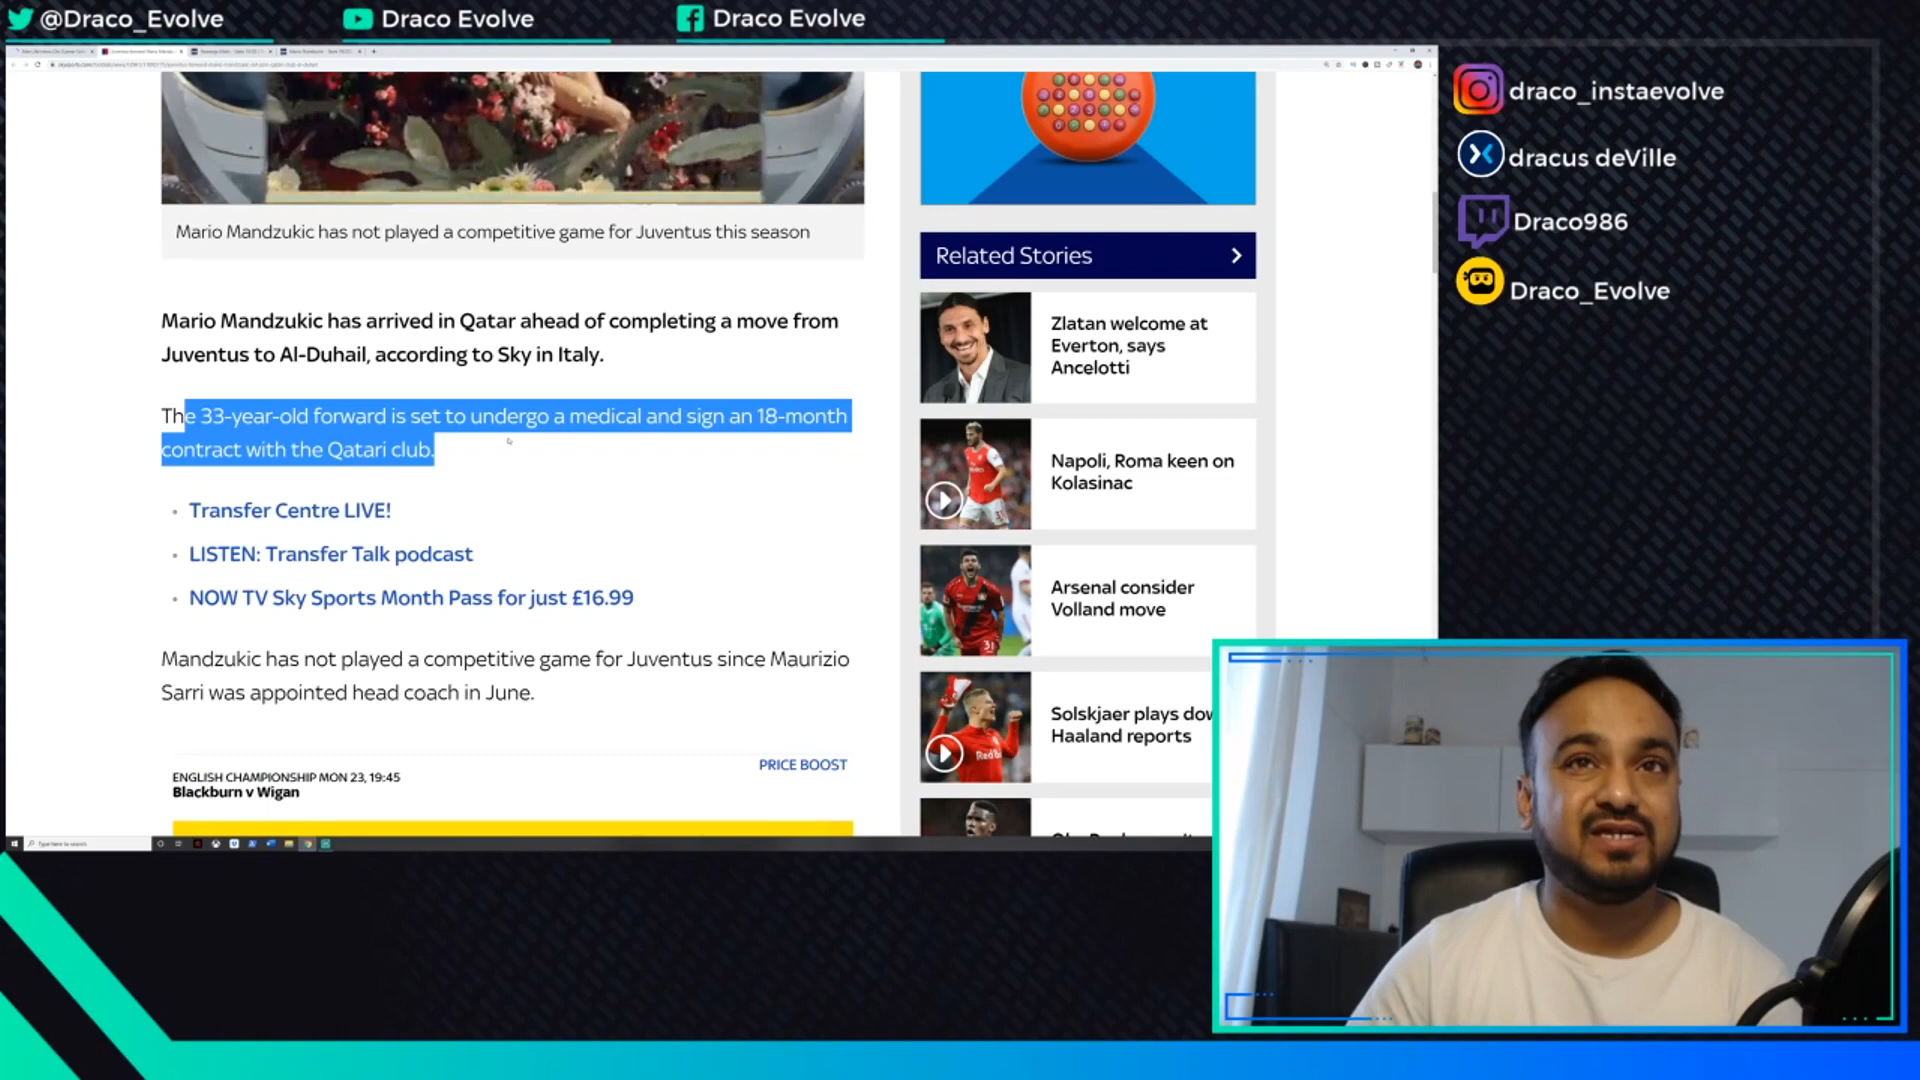 @Draco_Evolve
Draco Evolve
Draco Evolve
draco_instaevolve
dracus deVille
Draco986
Draco_Evolve
Mario Mandzukic has not played a competitive game for Juventus this season
Mario Mandzukic has arrived in Qatar ahead of completing a move from
Juventus to Al-Duhail, according to Sky in Italy.
The 33-year-old forward is set to undergo a medical and sign an 18-month
contract with the Qatari club.
Transfer Centre LIVE!
LISTEN: Transfer Talk podcast
NOW TV Sky Sports Month Pass for just £16.99
Mandzukic has not played a competitive game for Juventus since Maurizio
Sarri was appointed head coach in June.
PRICE BOOST
ENGLISH CHAMPIONSHIP MON 23, 19:45
Blackburn v Wigan
Related Stories
Zlatan welcome at
Everton, says
Ancelotti
Napoli, Roma keen on
Kolasinac
Arsenal consider
Volland move
Solskjaer plays dow
Haaland reports
Type here to search